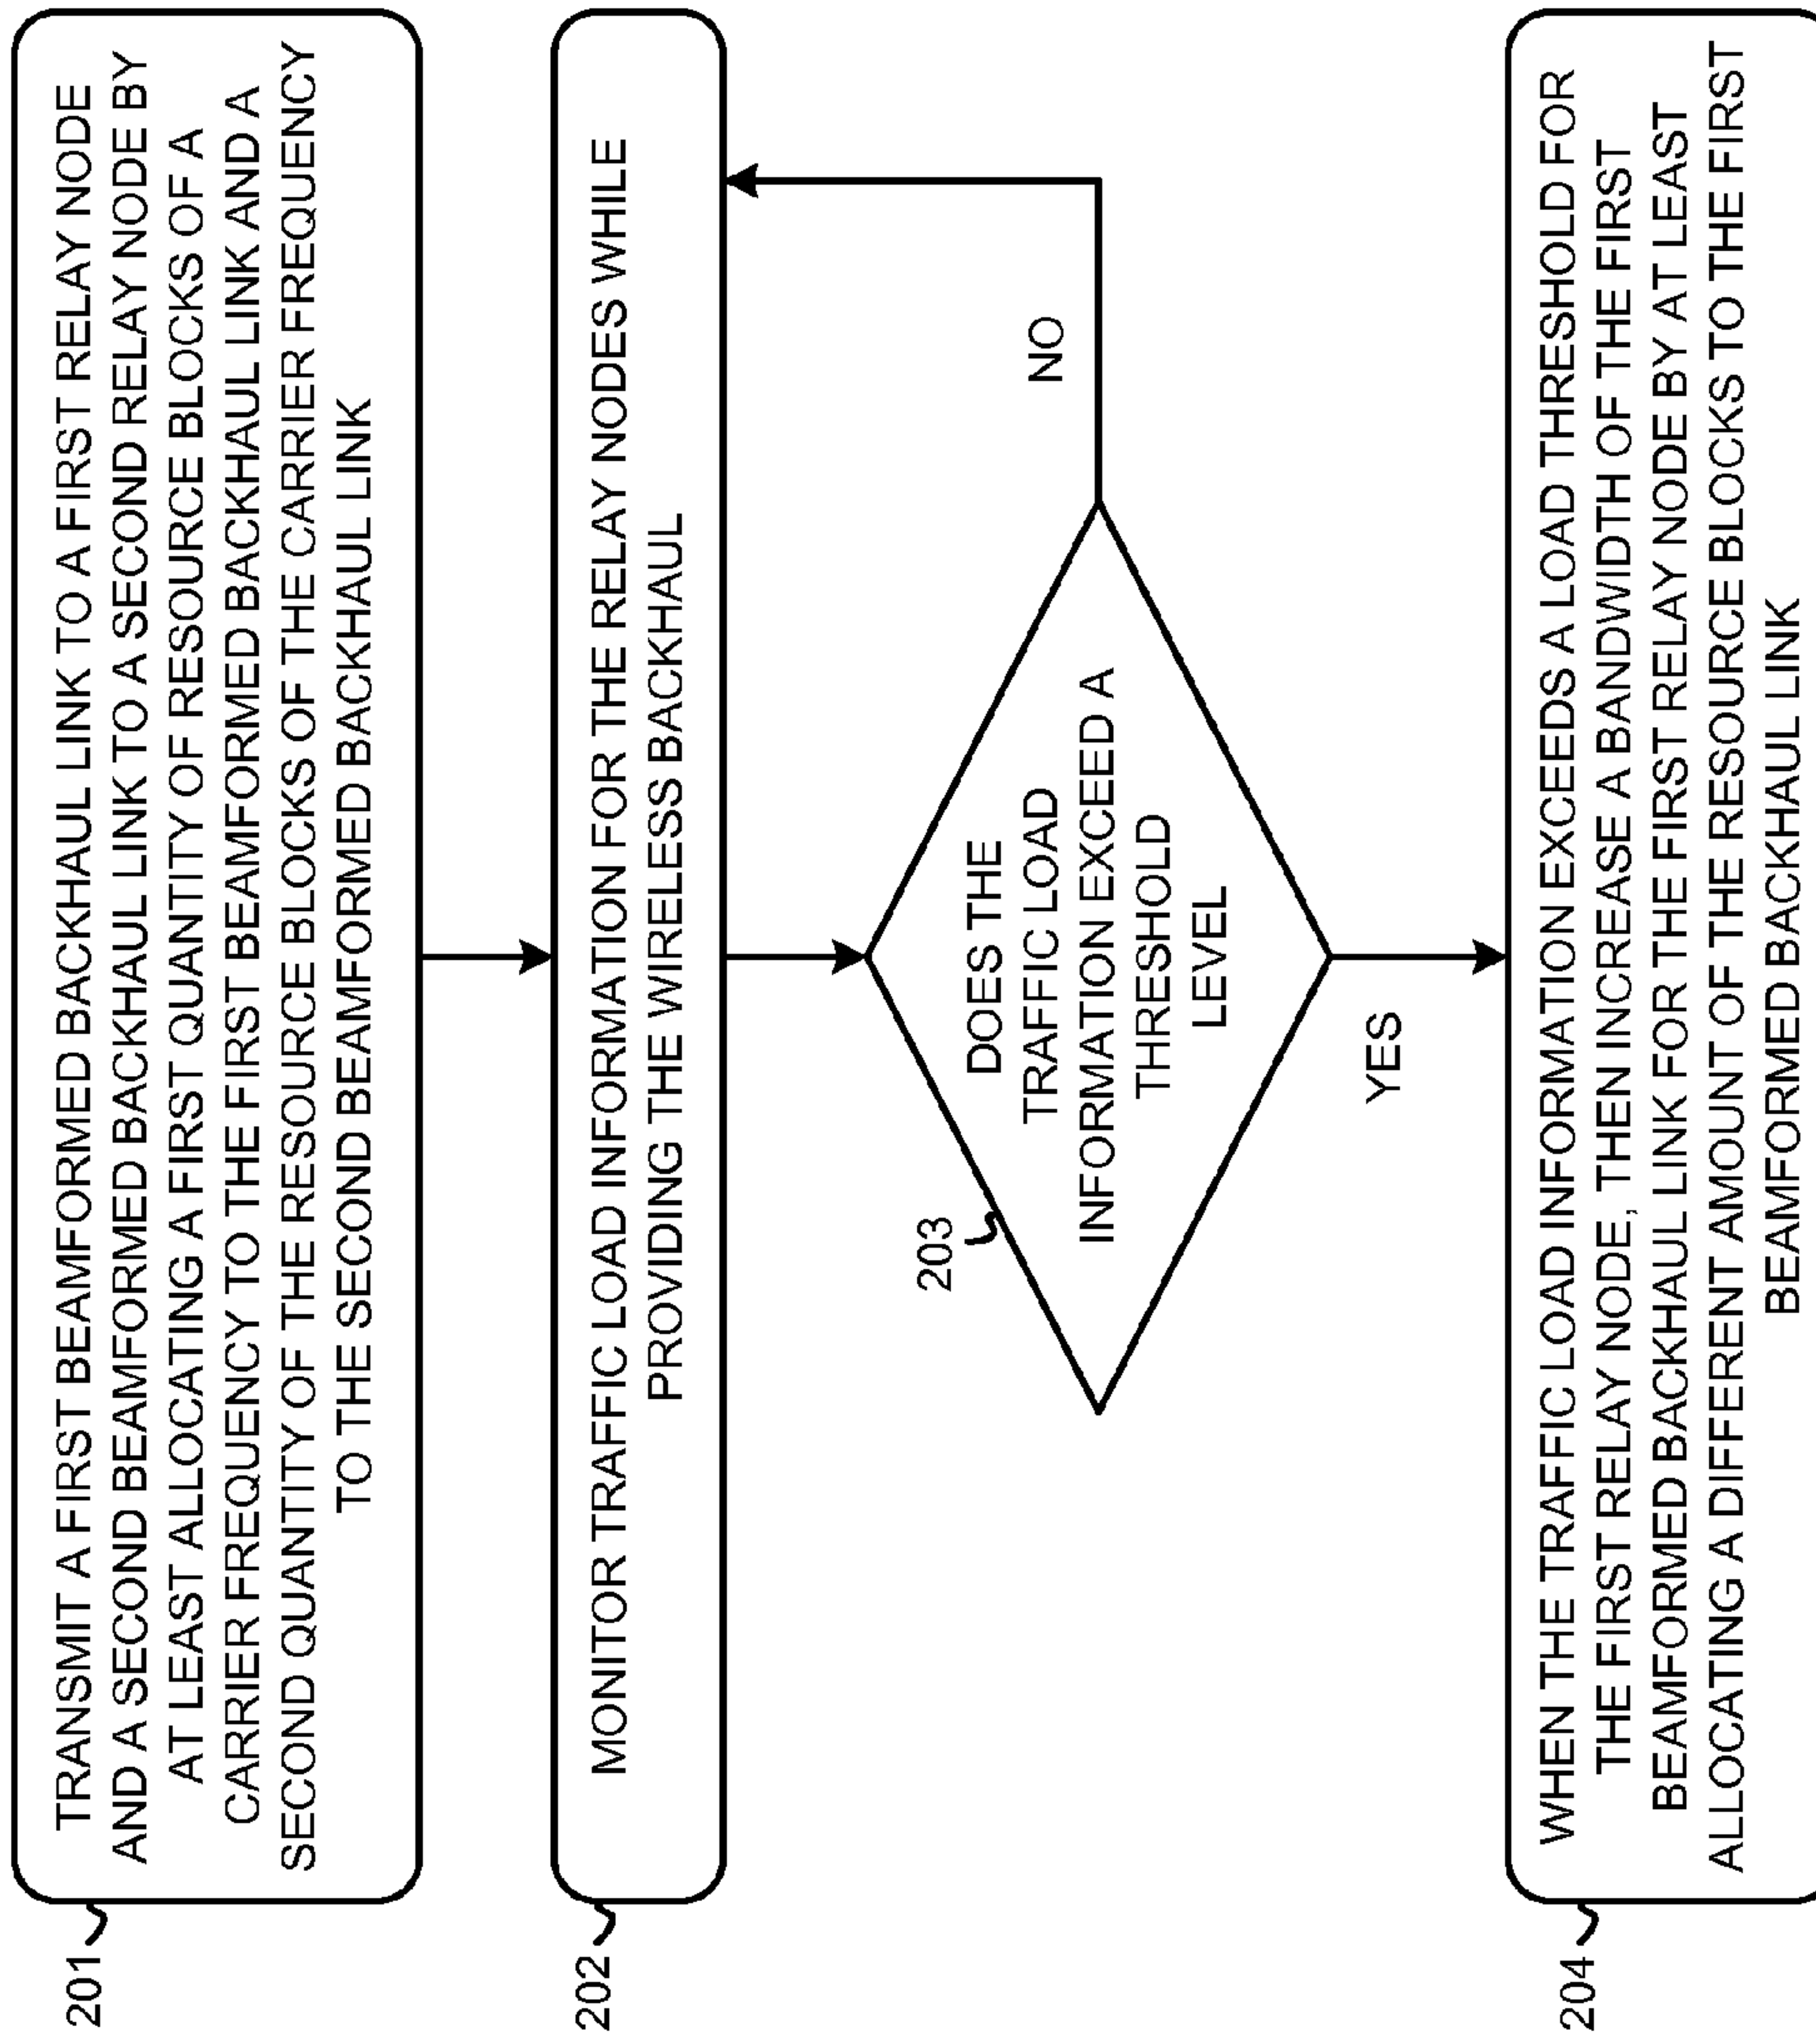 201
TRANSMIT A FIRST BEAMFORMED BACKHAUL LINK TO A FIRST RELAY NODE
AND A SECOND BEAMFORMED BACKHAUL LINK TO A SECOND RELAY NODE BY
AT LEAST ALLOCATING A FIRST QUANTITY OF RESOURCE BLOCKS OF A
CARRIER FREQUENCY TO THE FIRST BEAMFORMED BACKHAUL LINK AND A
SECOND QUANTITY OF THE RESOURCE BLOCKS OF THE CARRIER FREQUENCY
TO THE SECOND BEAMFORMED BACKHAUL LINK
202
MONITOR TRAFFIC LOAD INFORMATION FOR THE RELAY NODES WHILE
PROVIDING THE WIRELESS BACKHAUL
203
DOES THE
TRAFFIC LOAD
INFORMATION EXCEED A
THRESHOLD
LEVEL
NO
YES
204
WHEN THE TRAFFIC LOAD INFORMATION EXCEEDS A LOAD THRESHOLD FOR
THE FIRST RELAY NODE, THEN INCREASE A BANDWIDTH OF THE FIRST
BEAMFORMED BACKHAUL LINK FOR THE FIRST RELAY NODE BY AT LEAST
ALLOCATING A DIFFERENT AMOUNT OF THE RESOURCE BLOCKS TO THE FIRST
BEAMFORMED BACKHAUL LINK